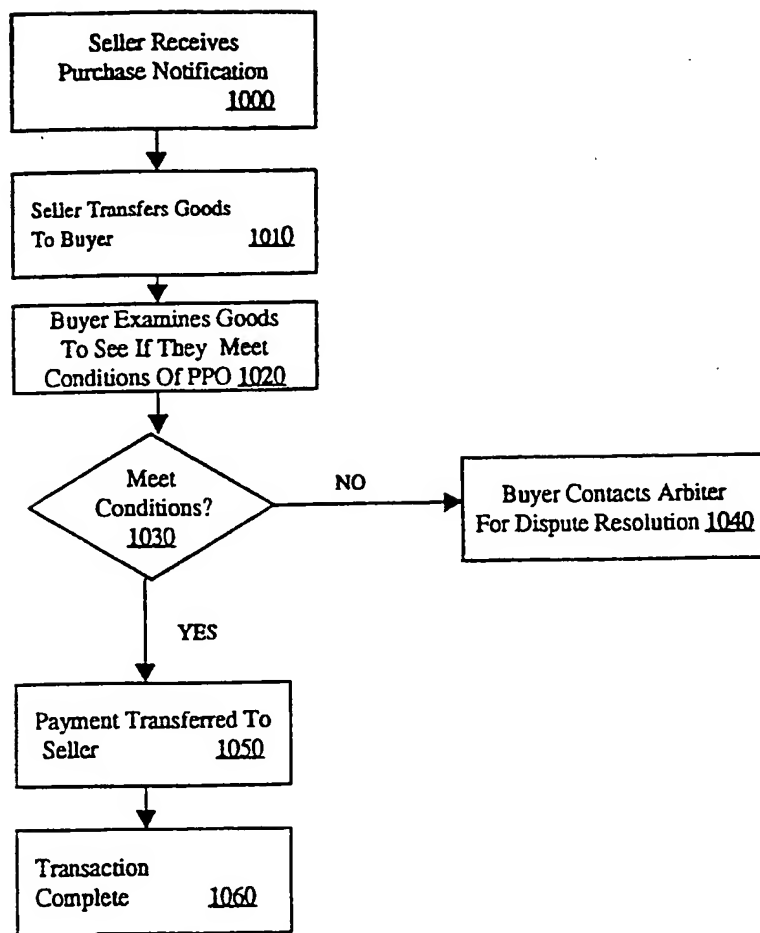 Seller Receives
Purchase Notification
1000
Seller Transfers Goods
To Buyer 1010
Buyer Examines Goods
To See If They Meet
Conditions Of PPO 1020
Meet
Conditions?
1030
NO
Buyer Contacts Arbiter
For Dispute Resolution 1040
YES
Payment Transferred To
Seller 1050
Transaction
Complete 1060